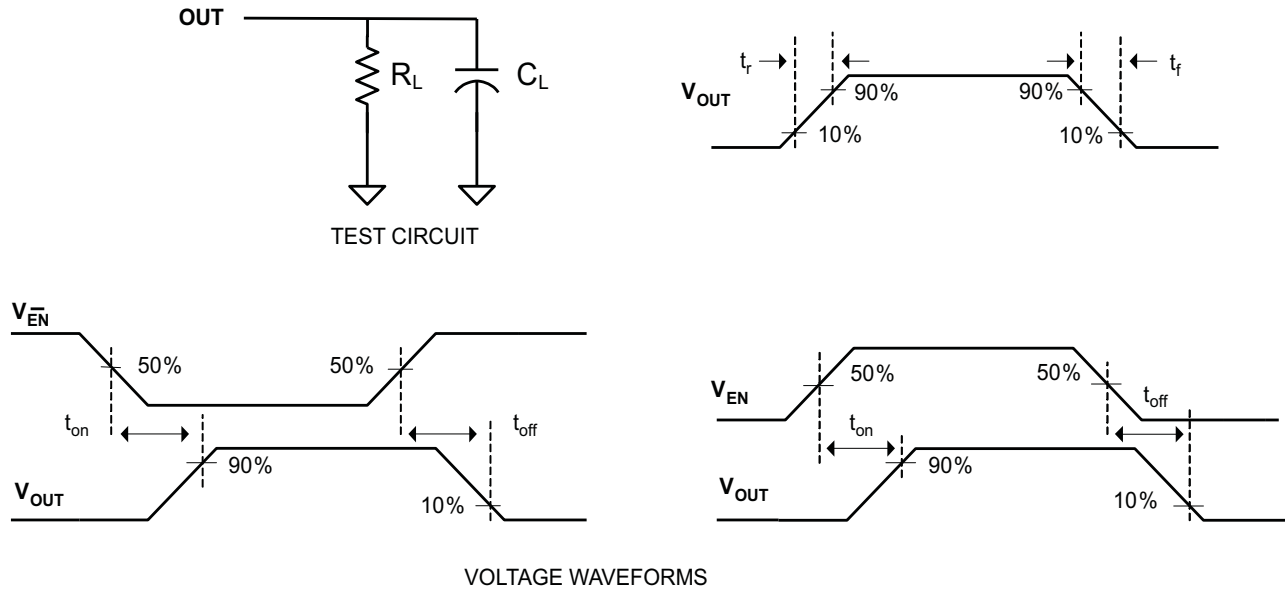 OUT
R_L
C_L
TEST CIRCUIT
t_r
t_f
V_OUT
90%
90%
10%
10%
V_E̅N̅
50%
50%
t_on
t_off
90%
V_OUT
10%
V_EN
50%
50%
t_off
t_on
90%
V_OUT
10%
VOLTAGE WAVEFORMS